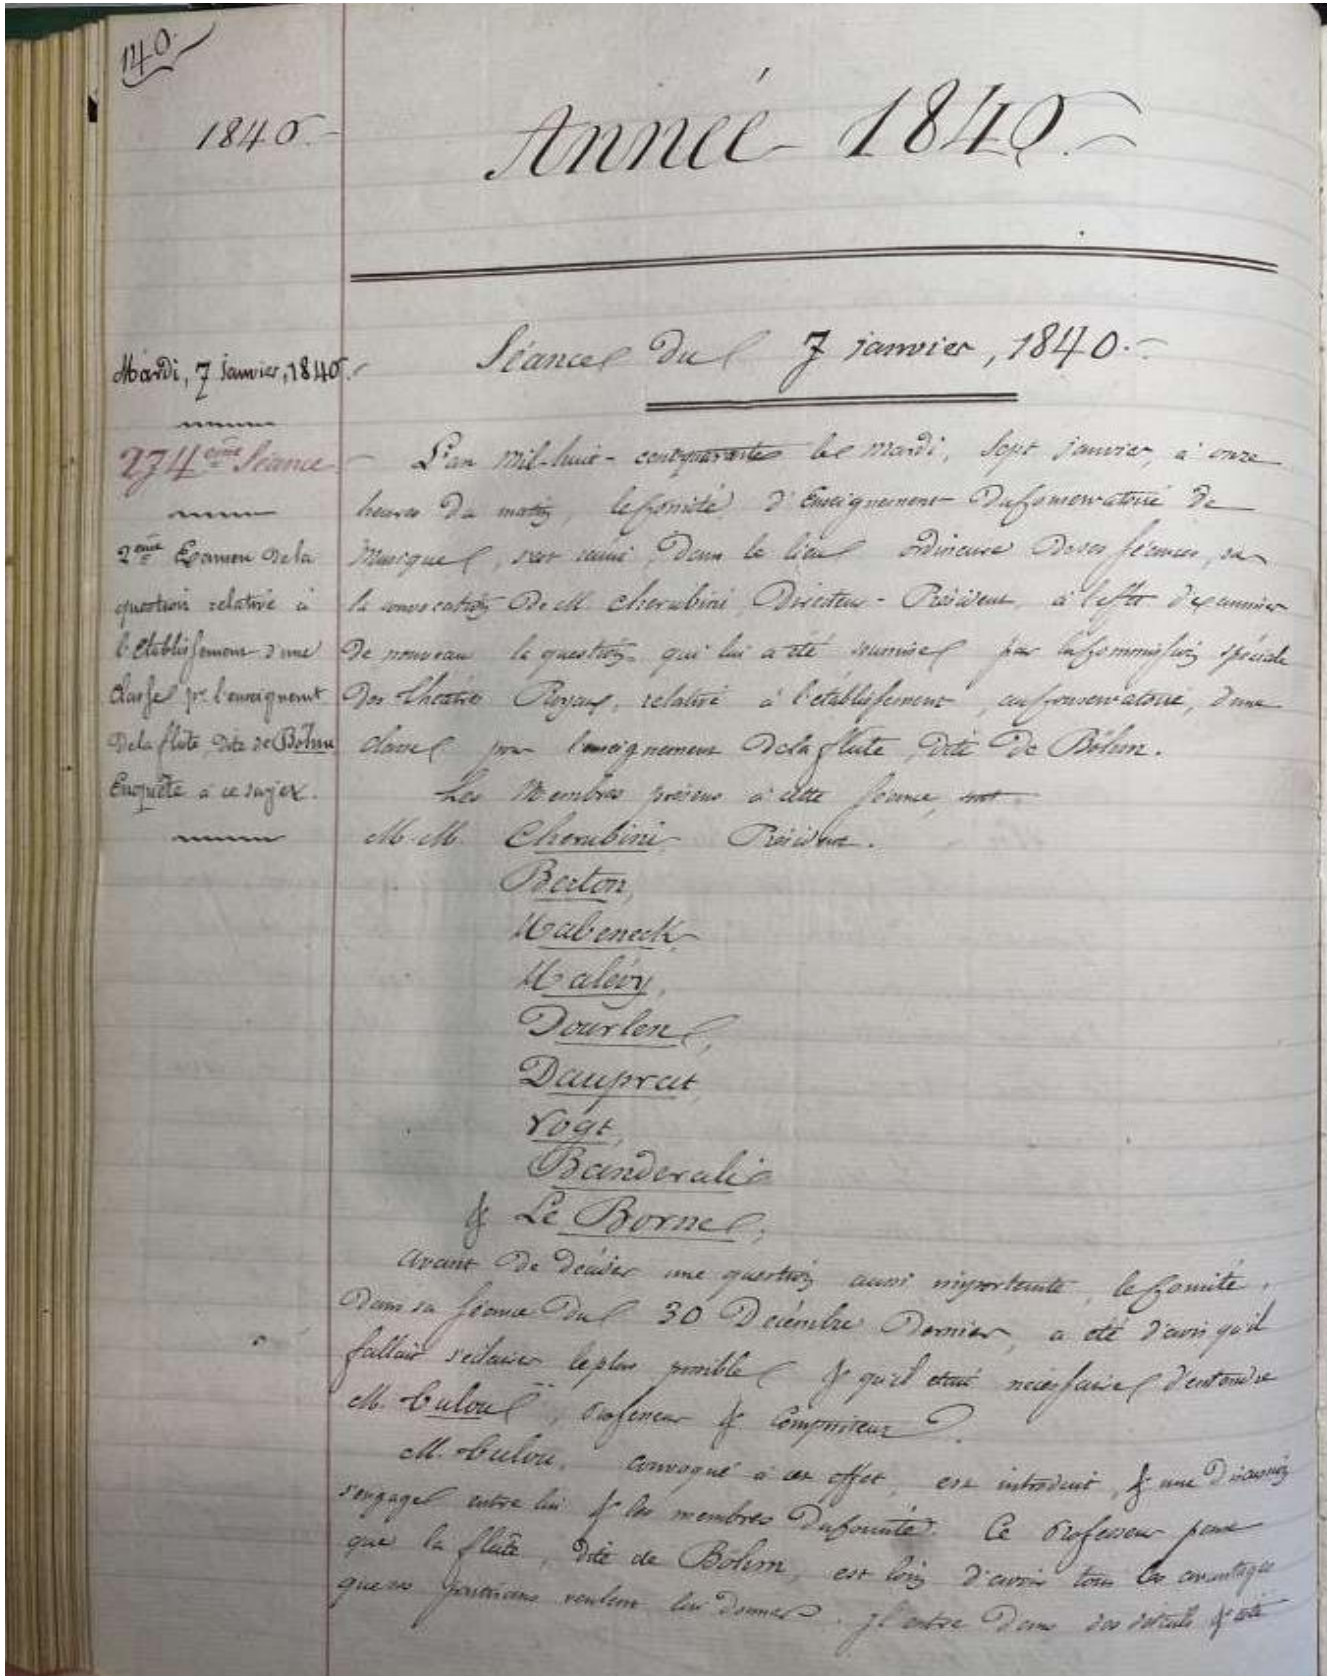 140.
1840.
Année 1840.
Mardi, 7 Janvier, 1840.
274eme Séance
2eme Examen de la
question relative à
l'Etablissement d'une
Classe pr. l'enseignemt
de la flûte, dite de Böhm
Enquête à ce sujet.
Séance du 7 janvier, 1840.
L'an mil-huit-cent quarante le mardi, sept janvier, à onze
heures du matin, le Comité d'Enseignement du Conservatoire de
Musique, s'est réuni, dans le lieu ordinaire de ses séances, sur
la convocation de M. Cherubini, Directeur-Président, à l'effet d'examiner
de nouveau la question qui lui a été soumise par la Commission spéciale
des Théatres Royaux, relative à l'établissement, au Conservatoire, d'une
classe pour l'enseignement de la flûte, dite de Böhm.
Les Membres présens à cette séance, sont
M.M. Cherubini Président.
Berton,
Habeneck,
Halévy,
Dourlen,
Dauprat,
Vogt,
Banderali
& Le Borne,
Avant de décider une question aussi importante, le Comité,
dans sa séance du 30 Décembre dernier, a été d'avis qu'il
fallait s'éclairer le plus possible & qu'il était nécessaire d'entendre
M. Tulou, Professeur & Compositeur.
M. Tulou, convoqué à cet effet, est introduit, & une discussion
s'engage entre lui & les membres du Comité. Ce Professeur pense
que la flûte, dite de Böhm, est loin d'avoir tous les avantages
que ses partisans veulent lui donner. Il entre dans des détails & cite